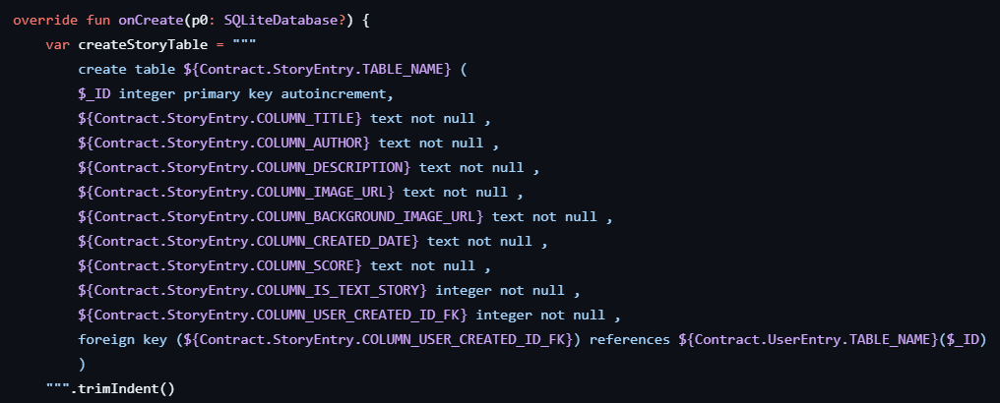 override fun onCreate(p0: SQLiteDatabase?) {
var createStoryTable = """
create table ${Contract.StoryEntry.TABLE_NAME} (
$_ID integer primary key autoincrement,
${Contract.StoryEntry.COLUMN_TITLE} text not null ,
${Contract.StoryEntry.COLUMN_AUTHOR} text not null ,
${Contract.StoryEntry.COLUMN_DESCRIPTION} text not null ,
${Contract.StoryEntry.COLUMN_IMAGE_URL} text not null ,
${Contract.StoryEntry.COLUMN_BACKGROUND_IMAGE_URL} text not null ,
${Contract.StoryEntry.COLUMN_CREATED_DATE} text not null ,
${Contract.StoryEntry.COLUMN_SCORE} text not null ,
${Contract.StoryEntry.COLUMN_IS_TEXT_STORY} integer not null ,
${Contract.StoryEntry.COLUMN_USER_CREATED_ID_FK} integer not null ,
foreign key (${Contract.StoryEntry.COLUMN_USER_CREATED_ID_FK}) references ${Contract.UserEntry.TABLE_NAME}($_ID)
)
""".trimIndent()